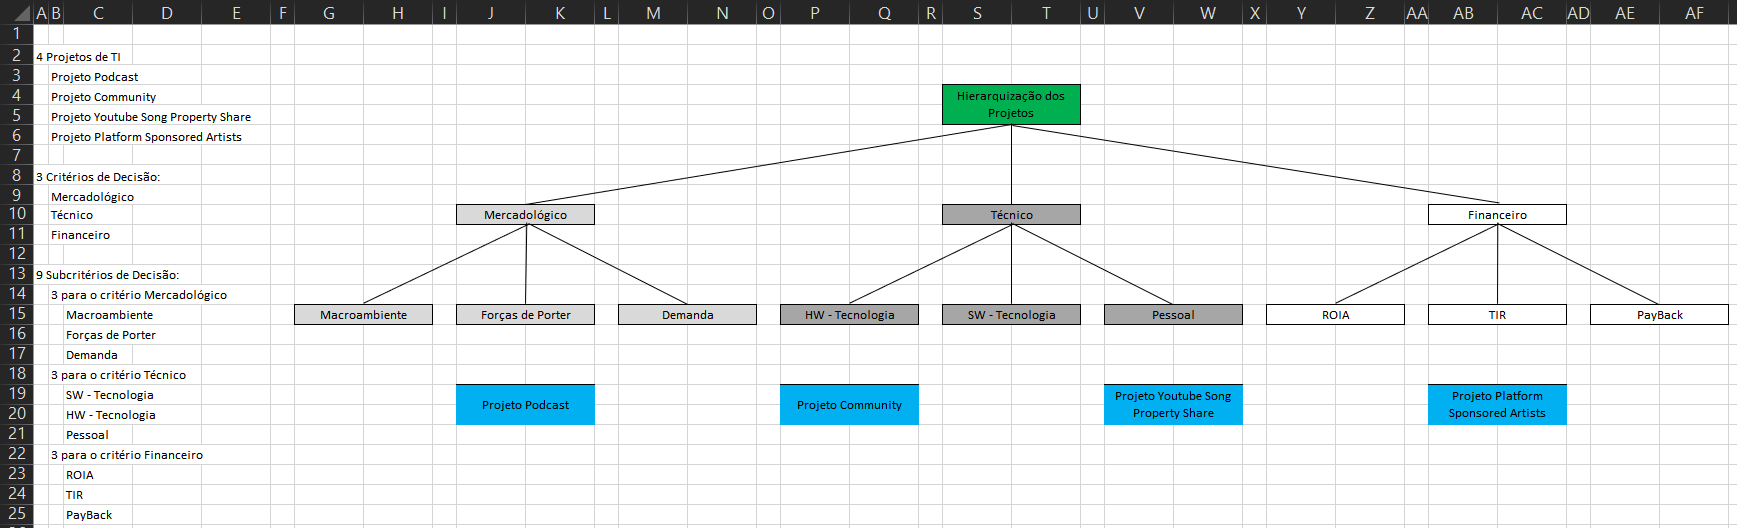 A B C D E F G H I J K L M N O P Q R S T U V W X Y Z AA AB AC AD AE AF
1
2 4 Projetos de TI
3 Projeto Podcast
4 Projeto Community
5 Projeto Youtube Song Property Share
6 Projeto Platform Sponsored Artists
Hierarquização dos
Projetos
7
8 3 Critérios de Decisão:
9 Mercadológico
10 Técnico
Mercadológico
Técnico
Financeiro
11 Financeiro
12
13 9 Subcritérios de Decisão:
14 3 para o critério Mercadológico
15 Macroambiente
Macroambiente
Forças de Porter
Demanda
HW - Tecnologia
SW - Tecnologia
Pessoal
ROIA
TIR
PayBack
16 Forças de Porter
17 Demanda
18 3 para o critério Técnico
19 SW - Tecnologia
20 HW - Tecnologia
Projeto Podcast
Projeto Community
Projeto Youtube Song
Property Share
Projeto Platform
Sponsored Artists
21 Pessoal
22 3 para o critério Financeiro
23 ROIA
24 TIR
25 PayBack